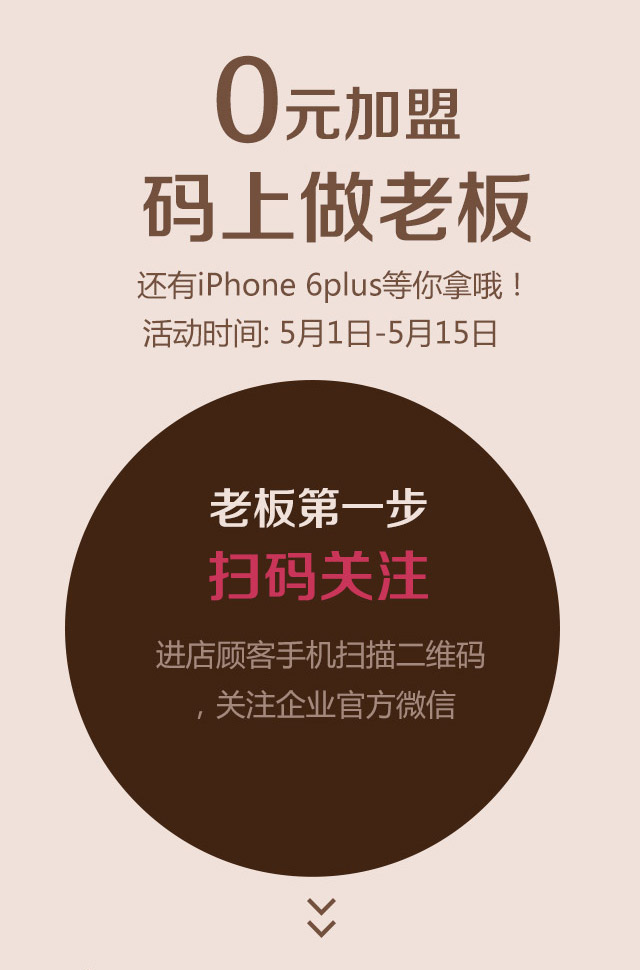 0元加盟
码上做老板
还有iPhone 6plus等你拿哦！
活动时间: 5月1日-5月15日
老板第一步
扫码关注
进店顾客手机扫描二维码
，关注企业官方微信